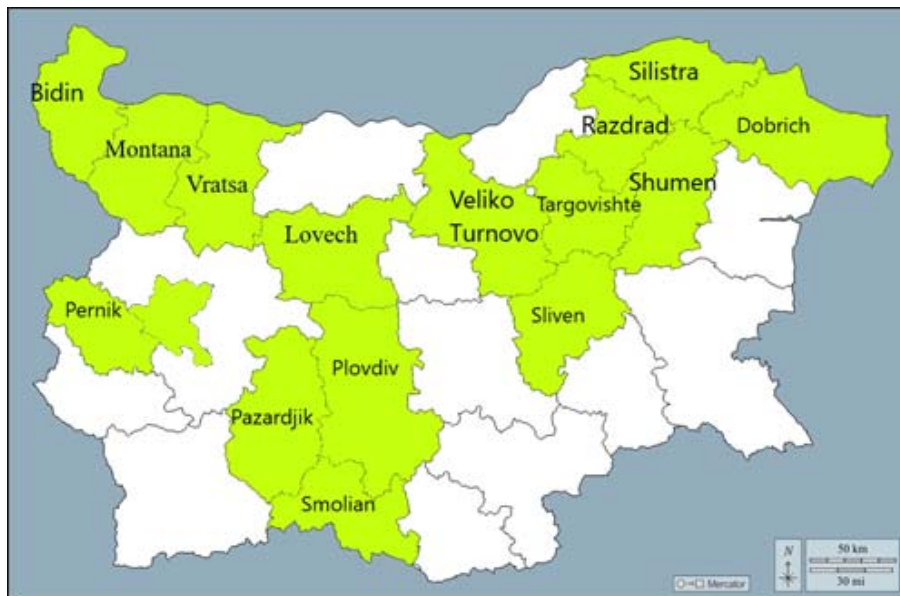 Silistra
Bidin
Razdrad
Dobrich
Montana
Vratsa
Shumen
Veliko
Turnovo
Targovishte
Lovech
Pernik
Sliven
Plovdiv
Pazardjik
Smolian
N
50 km
30 mi
Mercator